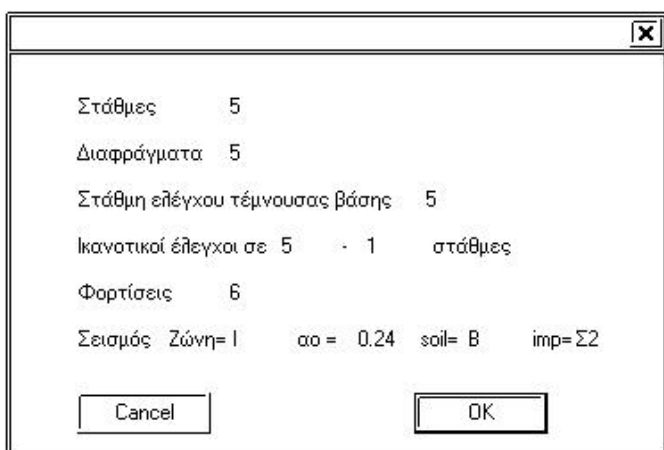 Στάθμες 5
Διαφράγματα 5
Στάθμη ελέγχου τέμνουσας βάσης 5
Ικανοτικοί έλεγχοι σε 5 - 1 στάθμες
Φορτίσεις 6
Σεισμός Ζώνη= Ι αο = 0.24 soil= B imp=Σ2
Cancel OK